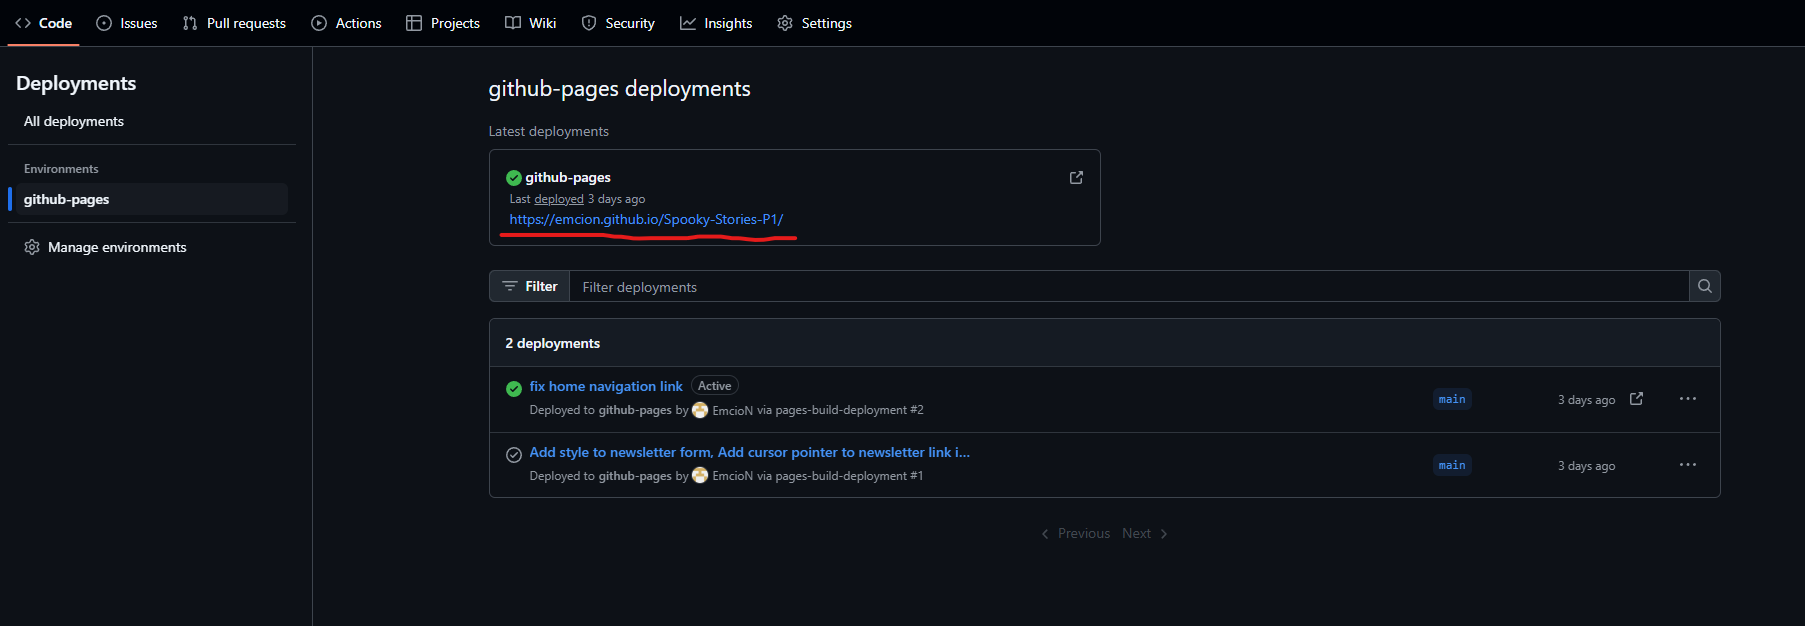 Code Issues Pull requests Actions Projects Wiki Security Insights Settings
Deployments
All deployments
Environments
github-pages
Manage environments
github-pages deployments
Latest deployments
github-pages
Last deployed 3 days ago
https://emcion.github.io/Spooky-Stories-P1/
Filter Filter deployments
2 deployments
fix home navigation link Active
Deployed to github-pages by EmcioN via pages-build-deployment #2
main 3 days ago
Add style to newsletter form, Add cursor pointer to newsletter link i...
Deployed to github-pages by EmcioN via pages-build-deployment #1
main 3 days ago
Previous Next